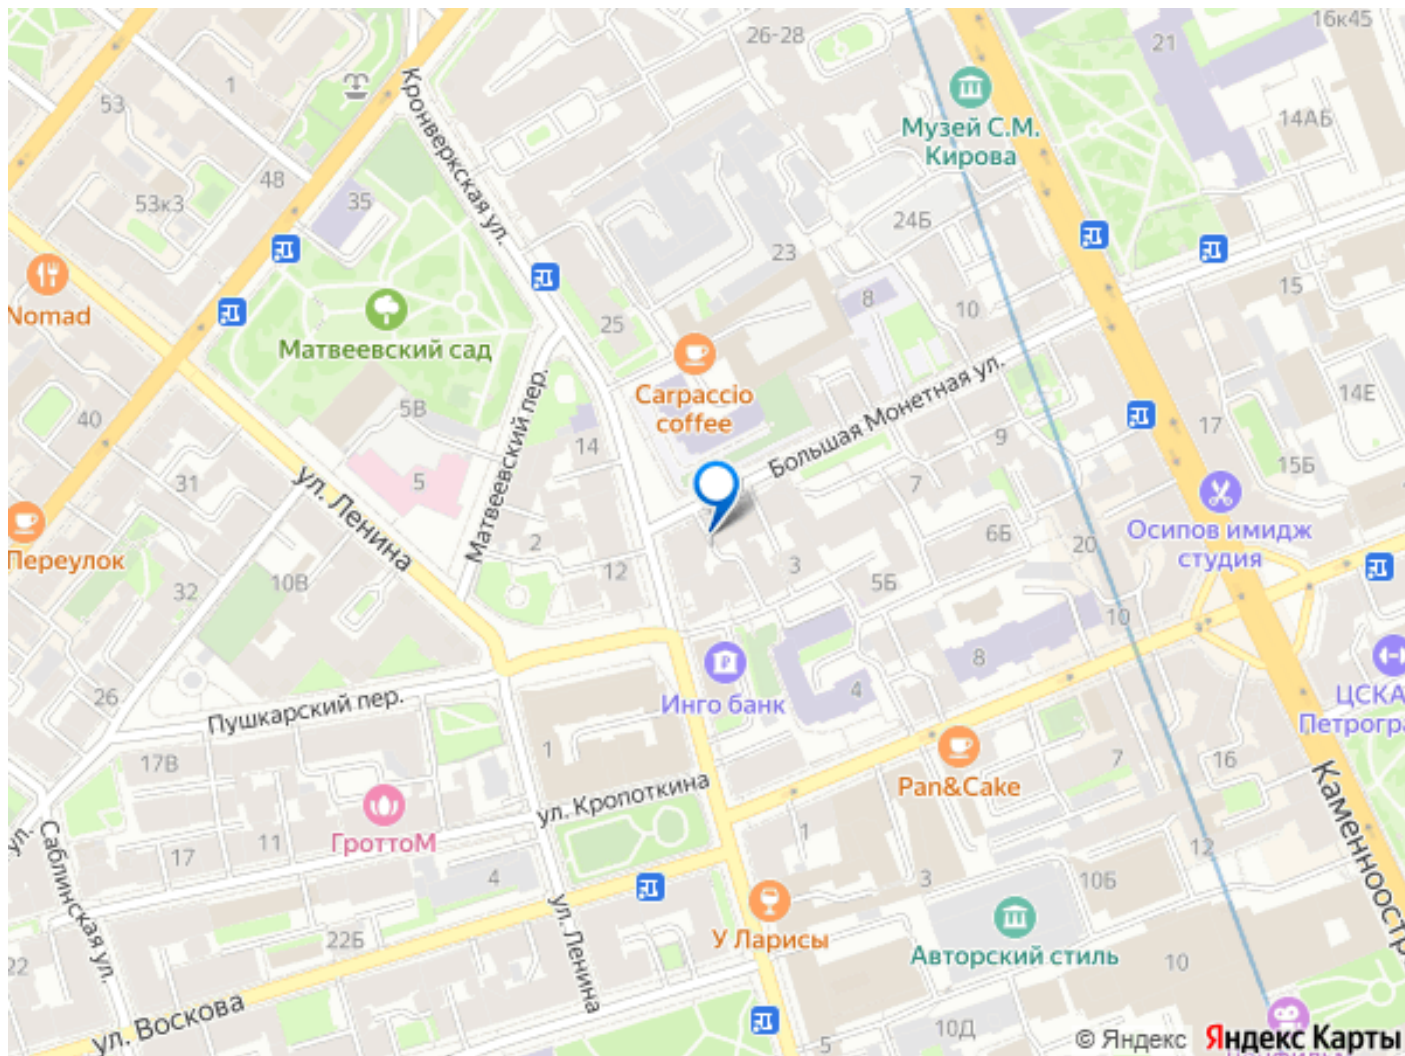 26-28
16к45
21
1
53
Кронверкская ул.
Музей С.М.
Кирова
14АБ
48
53к3
35
24Б
23
Nomad
8
10
15
25
Матвеевский сад
Carpaccio
coffee
5В
40
14
Матвеевский пер.
Большая Монетная ул.
14Е
17
9
15Б
31
5
ул. Ленина
7
Осипов имидж
студия
Переулок
2
6Б
20
12
3
5Б
10В
32
10
8
26
Инго банк
4
ЦСКА
Пушкарский пер.
17В
1
7
16
Pan&Cake
ул. Кропоткина
ГроттоМ
Каменноостр
ул.
Саблинская ул.
17
11
4
1
12
3
10Б
У Ларисы
Авторский стиль
22Б
22
ул. Ленина
10
ул. Воскова
10Д
5
© Яндекс
Яндекс Карты